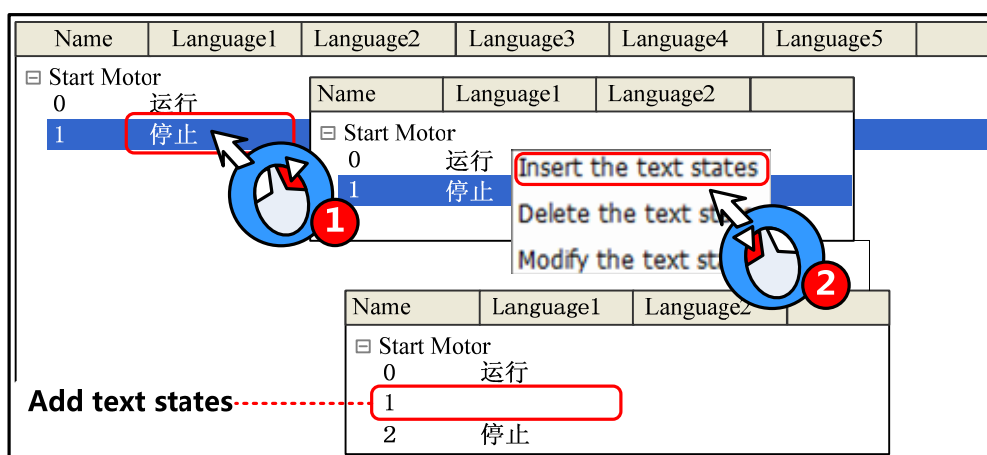 Name Language1 Language2 Language3 Language4 Language5
Start Motor
0 运行
1 停止
1
Name Language1 Language2
Start Motor
0 运行
1 停止
Insert the text states
Delete the text
Modify the text
2
Name Language1 Language2
Start Motor
0 运行
Add text states 1
2 停止